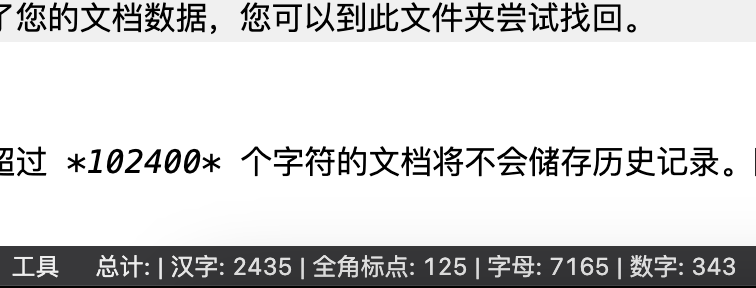 了您的文档数据，您可以到此文件夹尝试找回。
超过 *102400* 个字符的文档将不会储存历史记录。
工具 总计: | 汉字: 2435 | 全角标点: 125 | 字母: 7165 | 数字: 343